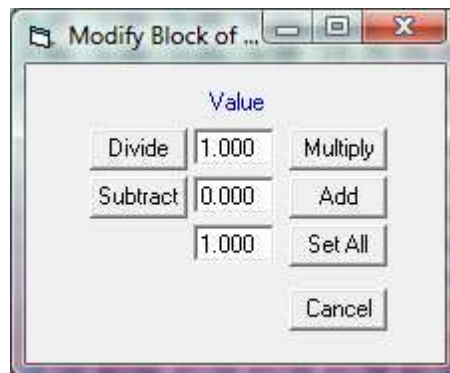 Modify Block of ...
Value
Divide 1.000 Multiply
Subtract 0.000 Add
1.000 Set All
Cancel